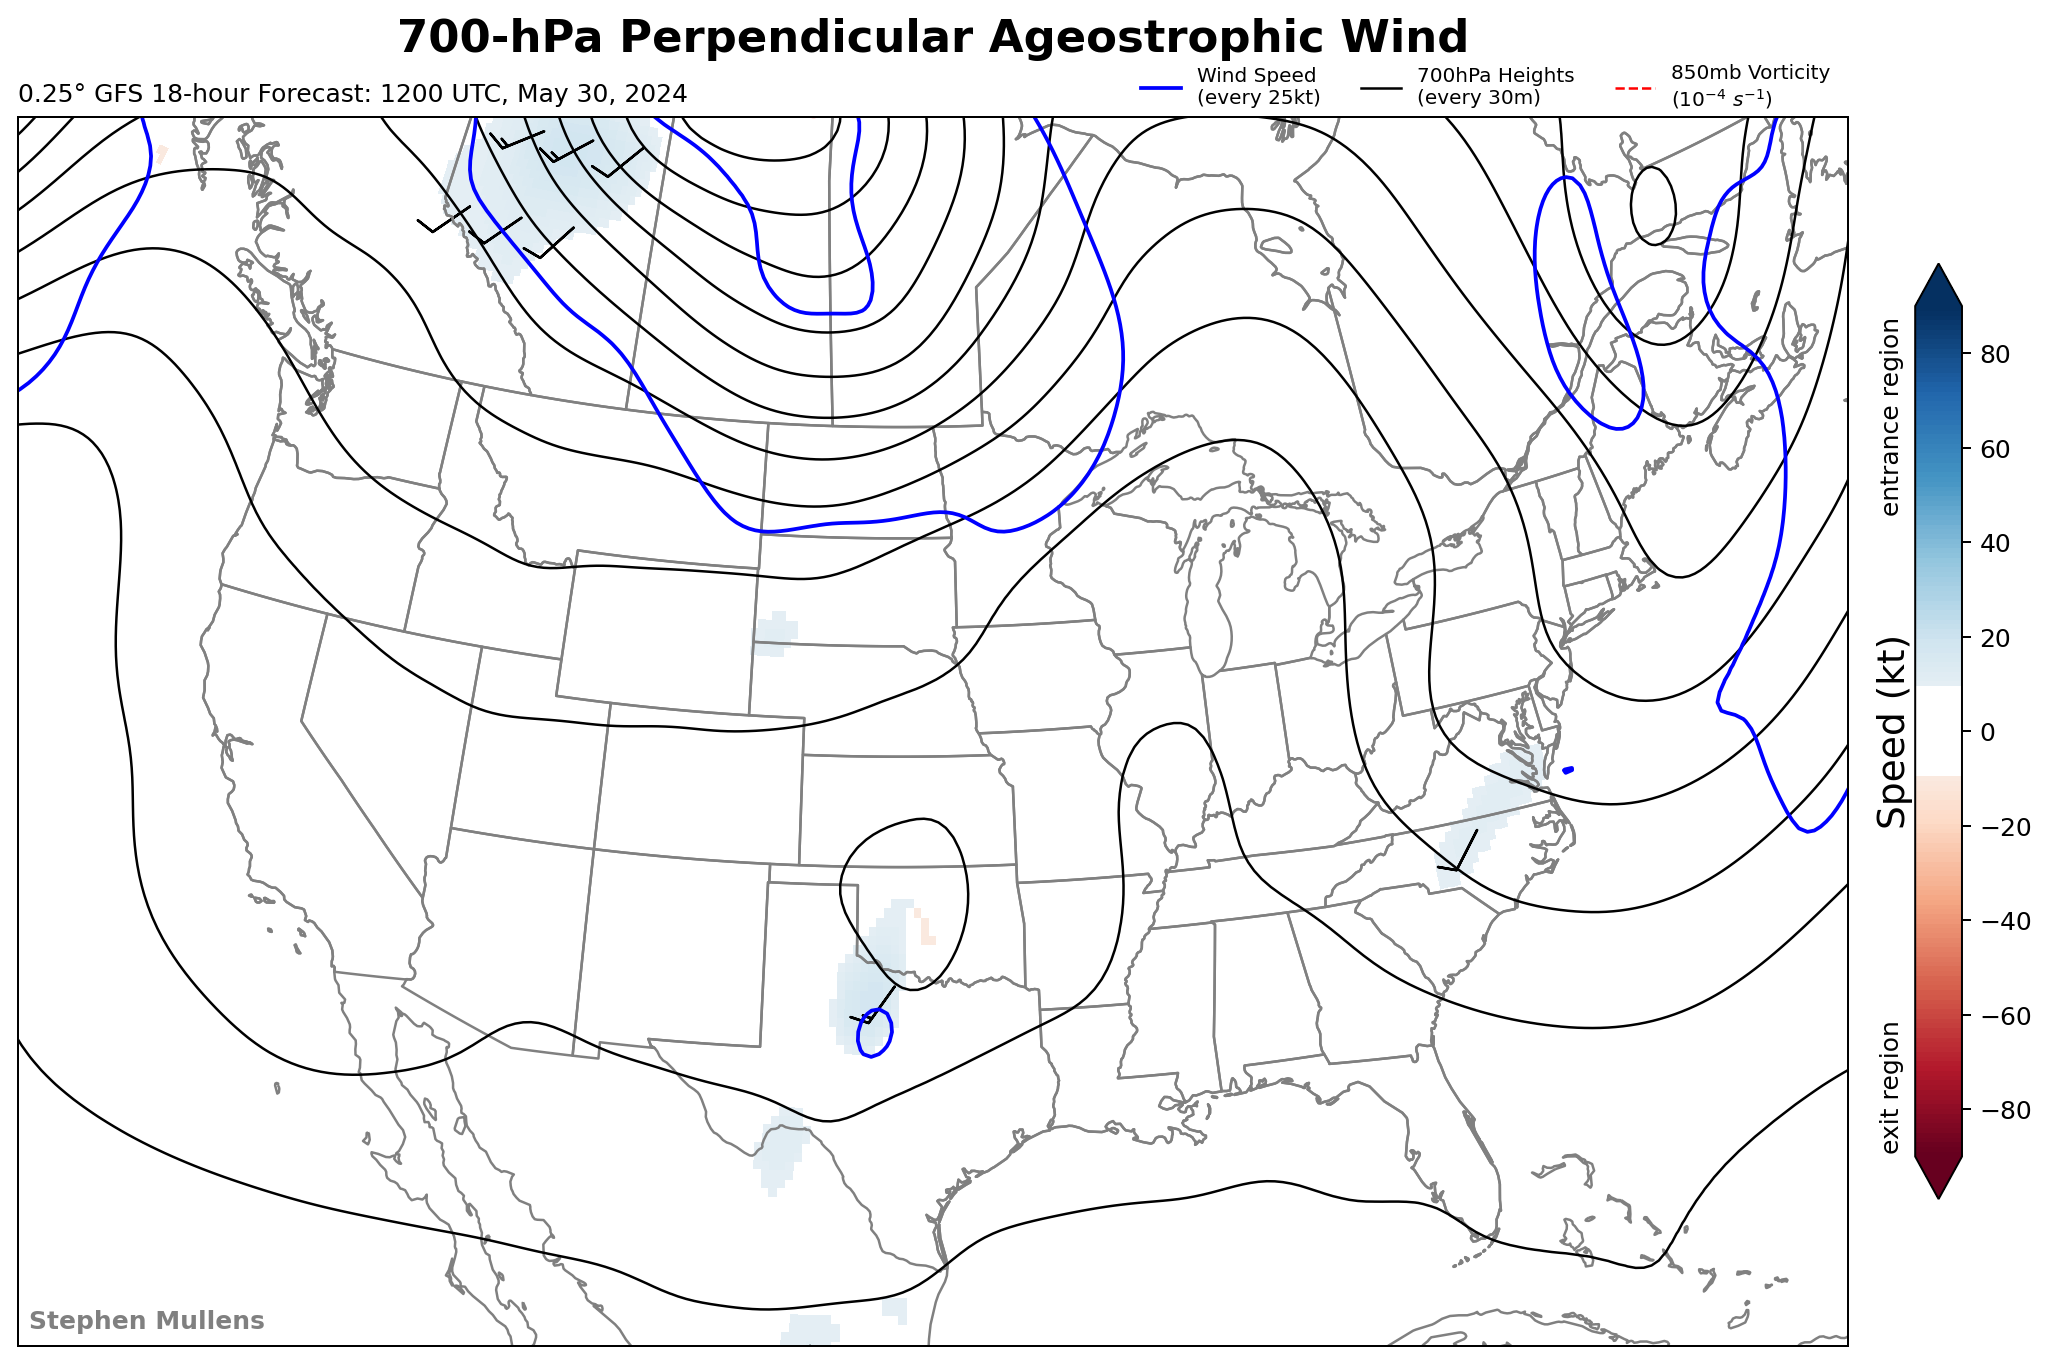 700-hPa Perpendicular Ageostrophic Wind
0.25° GFS 18-hour Forecast: 1200 UTC, May 30, 2024
Wind Speed
(every 25kt)
700hPa Heights
(every 30m)
850mb Vorticity
(10⁻⁴ s⁻¹)
entrance region
Speed (kt)
exit region
80
60
40
20
0
−20
−40
−60
−80
Stephen Mullens